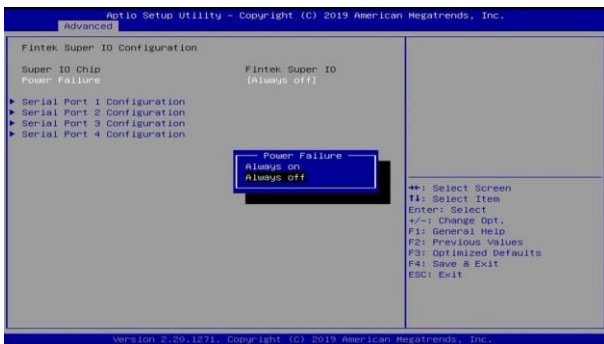 Aptio Setup Utility – Copyright (C) 2019 American Megatrends, Inc.
Advanced
Fintek Super IO Configuration
Super IO Chip Fintek Super IO
Power Failure [Always off]
► Serial Port 1 Configuration
► Serial Port 2 Configuration
► Serial Port 3 Configuration
► Serial Port 4 Configuration
Power Failure
Always on
Always off
→←: Select Screen
↑↓: Select Item
Enter: Select
+/-: Change Opt.
F1: General Help
F2: Previous Values
F3: Optimized Defaults
F4: Save & Exit
ESC: Exit
Version 2.20.1271. Copyright (C) 2019 American Megatrends, Inc.